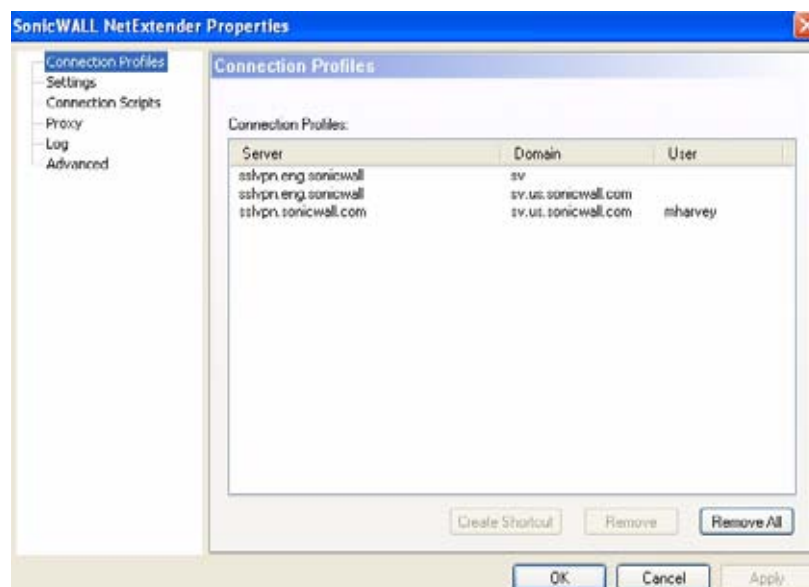 SonicWALL NetExtender Properties
Connection Profiles
Settings
Connection Scripts
Proxy
Log
Advanced
Connection Profiles
Connection Profiles:
Server Domain User
sslvpn.eng.sonicwall sv
sslvpn.eng.sonicwall sv.us.sonicwall.com
sslvpn.sonicwall.com sv.us.sonicwall.com mharvey
Create Shortcut Remove Remove All
OK Cancel Apply